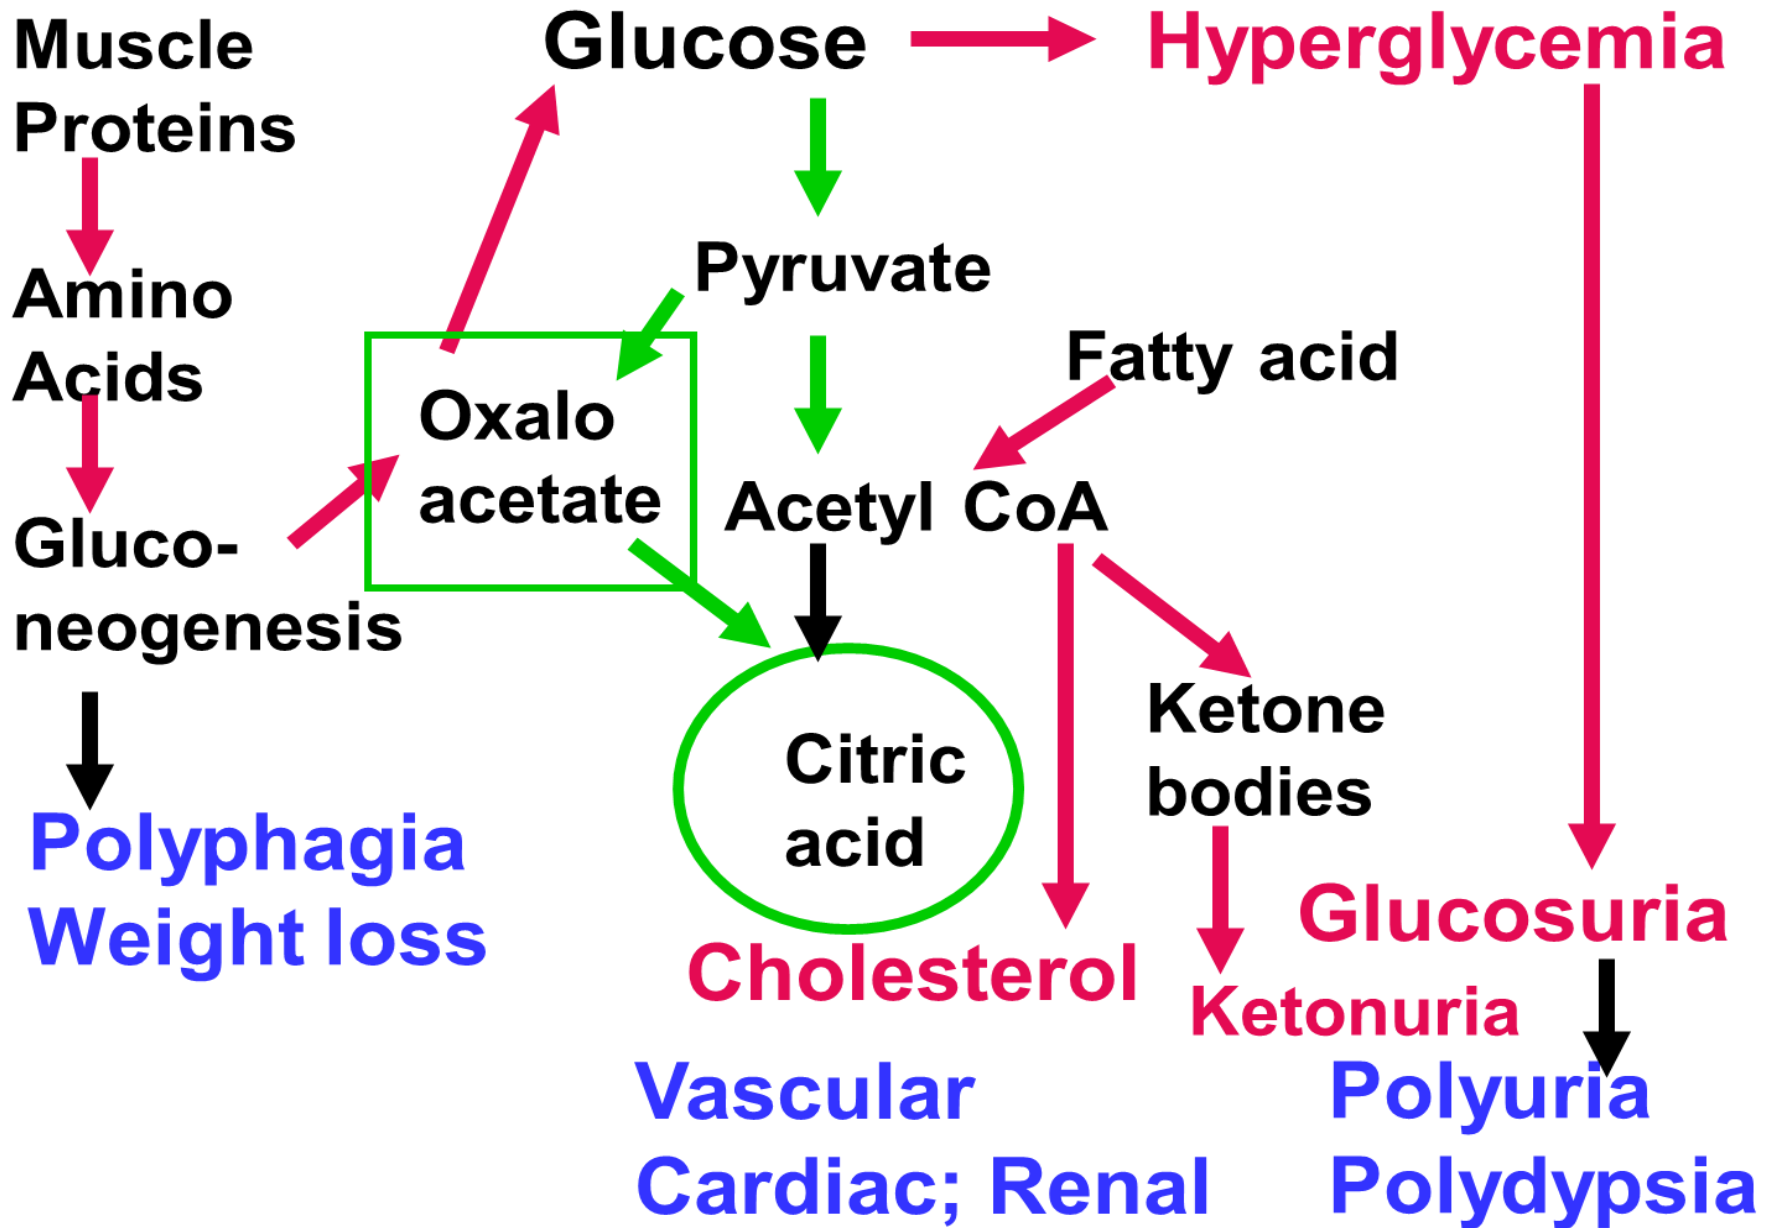 Muscle
Proteins
Glucose
Hyperglycemia
Amino
Acids
Pyruvate
Fatty acid
Oxalo
acetate
Acetyl CoA
Gluco-
neogenesis
Ketone
bodies
Citric
acid
Polyphagia
Weight loss
Cholesterol
Ketonuria
Glucosuria
Vascular
Cardiac; Renal
Polyuria
Polydypsia